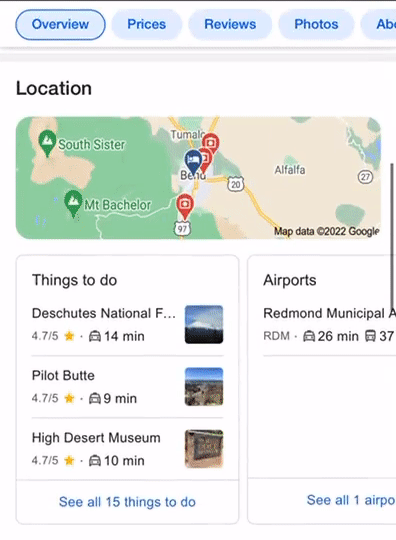 Overview Prices Reviews Photos Abo
Location
South Sister
Tumalo
Bend
Alfalfa
20
27
Mt Bachelor
97
Map data ©2022 Google
Things to do
Deschutes National F...
4.7/5 · 14 min
Pilot Butte
4.7/5 · 9 min
High Desert Museum
4.7/5 · 10 min
See all 15 things to do
Airports
Redmond Municipal A
RDM · 26 min 37
See all 1 airpo